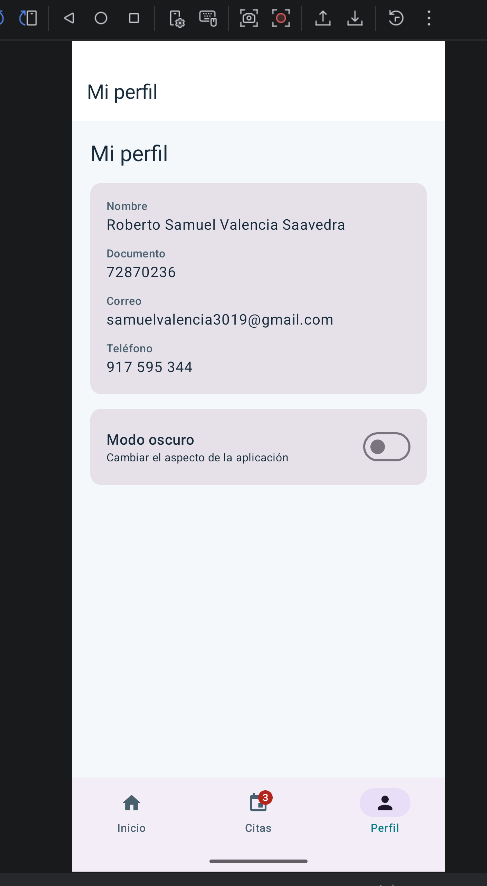 Mi perfil
Mi perfil
Nombre
Roberto Samuel Valencia Saavedra
Documento
72870236
Correo
samuelvalencia3019@gmail.com
Teléfono
917 595 344
Modo oscuro
Cambiar el aspecto de la aplicación
3
Inicio
Citas
Perfil